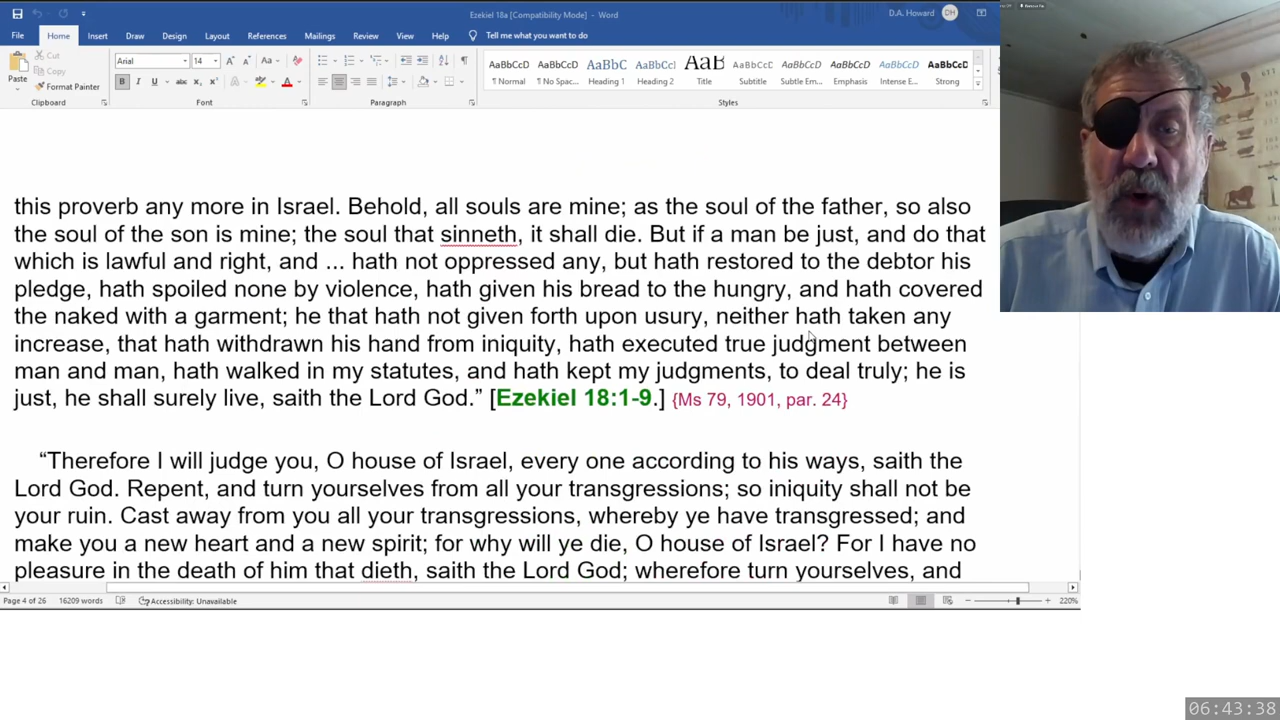 Ezekiel 18a [Compatibility Mode] - Word
D.A. Howard DH
File Home Insert Draw Design Layout References Mailings Review View Help Tell me what you want to do
Paste
Cut
Copy
Format Painter
Clipboard
Arial 14
Font
Paragraph
AaBbCcD AaBbCcD AaBbC AaBbCcL AaB AaBbCcD AaBbCcD AaBbCcD AaBbCcD AaBbCcD
¶ Normal ¶ No Spac... Heading 1 Heading 2 Title Subtitle Subtle Em... Emphasis Intense E... Strong
Styles
this proverb any more in Israel. Behold, all souls are mine; as the soul of the father, so also
the soul of the son is mine; the soul that sinneth, it shall die. But if a man be just, and do that
which is lawful and right, and ... hath not oppressed any, but hath restored to the debtor his
pledge, hath spoiled none by violence, hath given his bread to the hungry, and hath covered
the naked with a garment; he that hath not given forth upon usury, neither hath taken any
increase, that hath withdrawn his hand from iniquity, hath executed true judgment between
man and man, hath walked in my statutes, and hath kept my judgments, to deal truly; he is
just, he shall surely live, saith the Lord God.” [Ezekiel 18:1-9.] {Ms 79, 1901, par. 24}
“Therefore I will judge you, O house of Israel, every one according to his ways, saith the
Lord God. Repent, and turn yourselves from all your transgressions; so iniquity shall not be
your ruin. Cast away from you all your transgressions, whereby ye have transgressed; and
make you a new heart and a new spirit; for why will ye die, O house of Israel? For I have no
pleasure in the death of him that dieth, saith the Lord God; wherefore turn yourselves, and
Page 4 of 26 16209 words Accessibility: Unavailable 220%
06:43:38